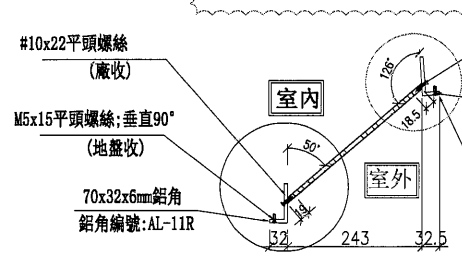 #10x22平頭螺絲
(廠收)
126°
室內
18.5
M5x15平頭螺絲;垂直90°
(地盤收)
50°
室外
70x32x6mm鋁角
鋁角編號:AL-11R
19
32
243
32.5